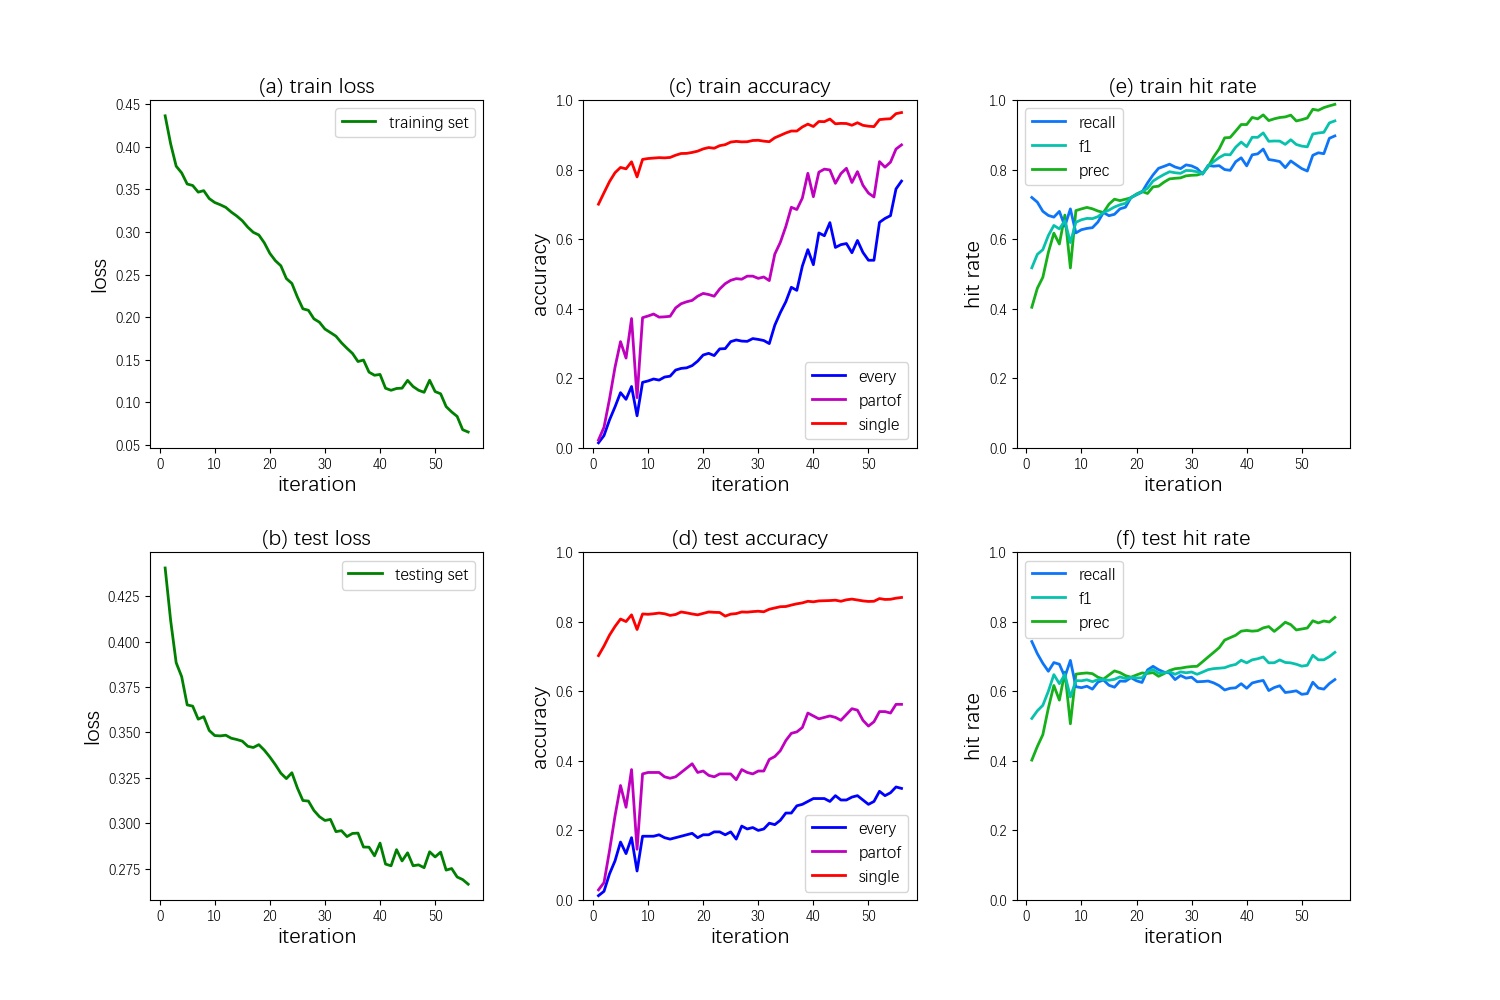 (a) train loss
training set
0.45
0.40
0.35
0.30
0.25
0.20
0.15
0.10
0.05
loss
0 10 20 30 40 50
iteration
(c) train accuracy
1.0
0.8
0.6
0.4
0.2
0.0
accuracy
every
partof
single
0 10 20 30 40 50
iteration
(e) train hit rate
recall
f1
prec
1.0
0.8
0.6
0.4
0.2
0.0
hit rate
0 10 20 30 40 50
iteration
(b) test loss
testing set
0.425
0.400
0.375
0.350
0.325
0.300
0.275
loss
0 10 20 30 40 50
iteration
(d) test accuracy
1.0
0.8
0.6
0.4
0.2
0.0
accuracy
every
partof
single
0 10 20 30 40 50
iteration
(f) test hit rate
recall
f1
prec
1.0
0.8
0.6
0.4
0.2
0.0
hit rate
0 10 20 30 40 50
iteration